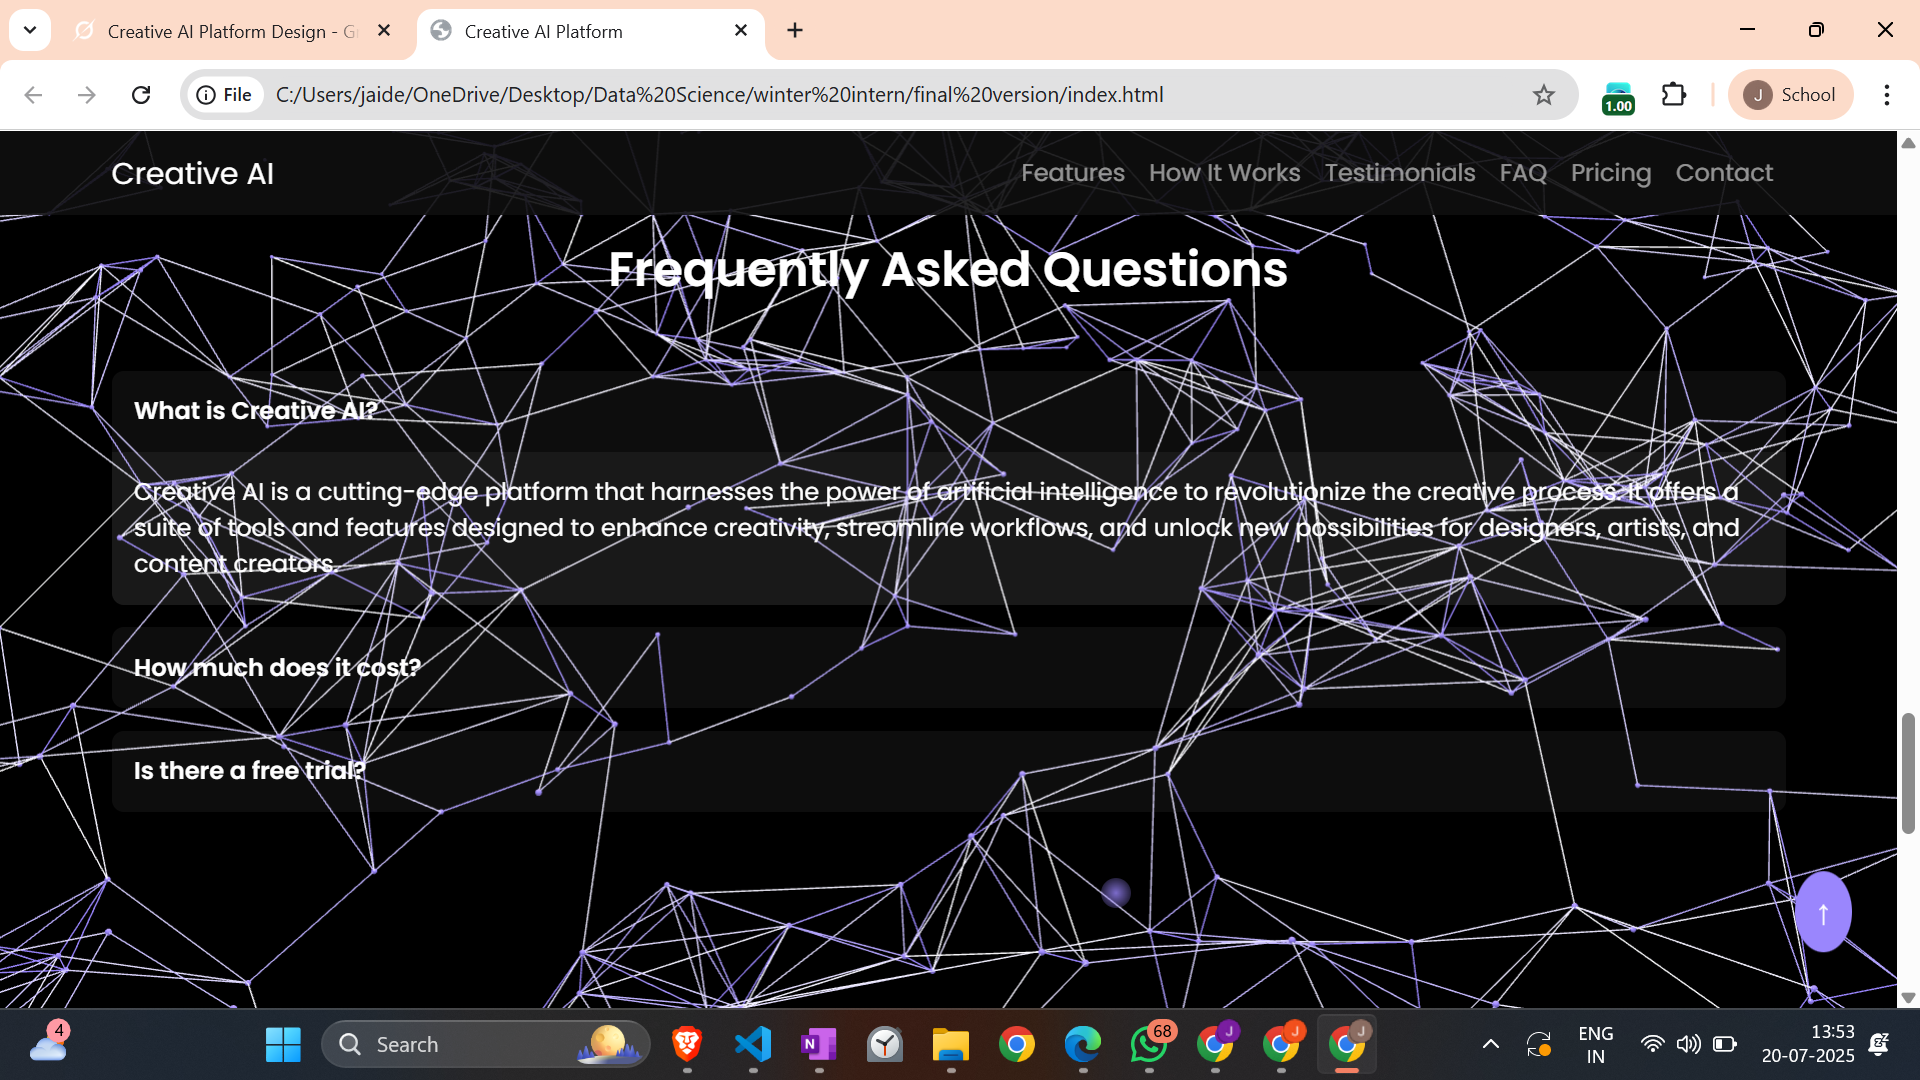 Creative AI Platform Design - G
Creative AI Platform
File
C:/Users/jaide/OneDrive/Desktop/Data%20Science/winter%20intern/final%20version/index.html
1.00
J
School
Creative AI
Features
How It Works
Testimonials
FAQ
Pricing
Contact
Frequently Asked Questions
What is Creative AI?
Creative AI is a cutting-edge platform that harnesses the power of artificial intelligence to revolutionize the creative process. It offers a
suite of tools and features designed to enhance creativity, streamline workflows, and unlock new possibilities for designers, artists, and
content creators.
How much does it cost?
Is there a free trial?
↑
4
Search
N
68
J
J
J
ENG
IN
13:53
20-07-2025